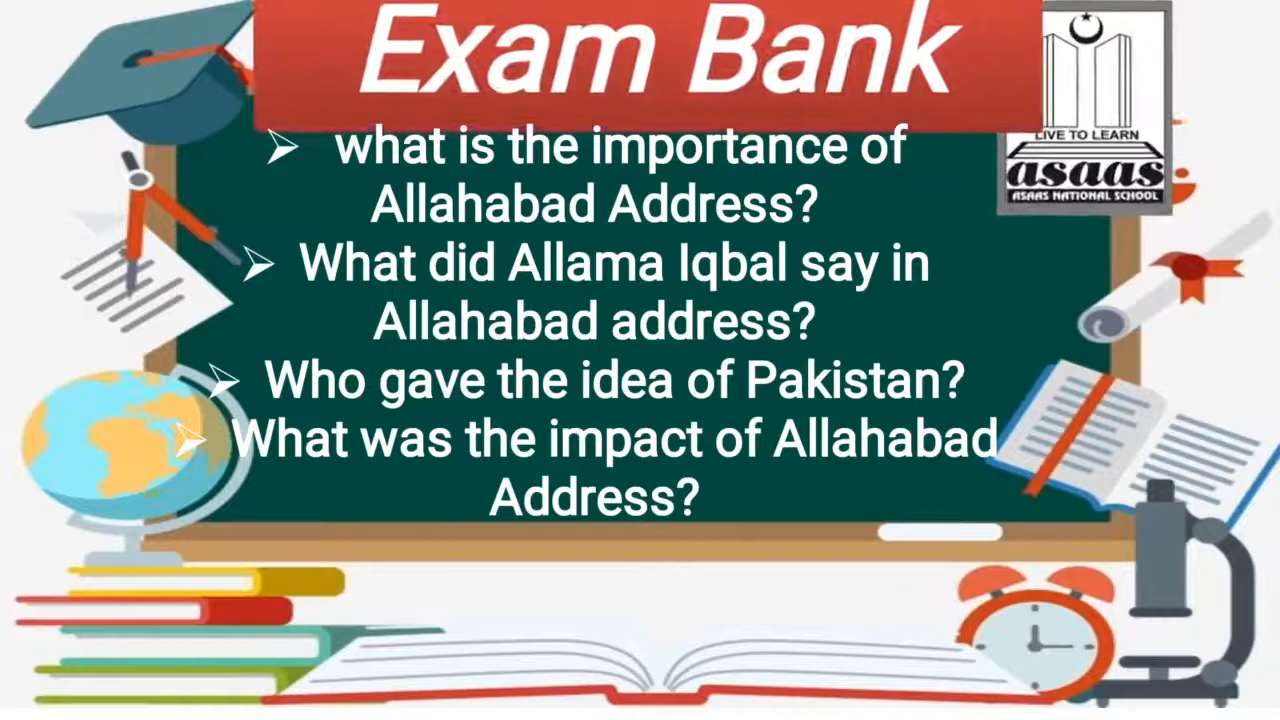 Exam Bank
➢ what is the importance of
Allahabad Address?
➢ What did Allama Iqbal say in
Allahabad address?
➢ Who gave the idea of Pakistan?
➢ What was the impact of Allahabad
Address?
LIVE TO LEARN
asaas
ASAAS NATIONAL SCHOOL